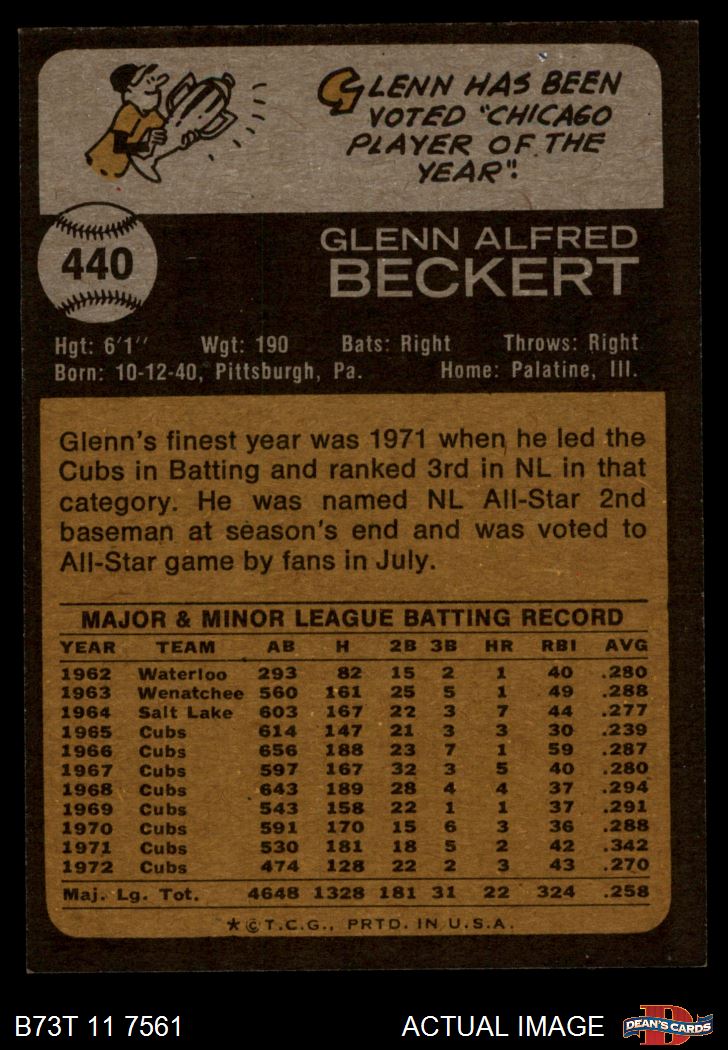 GLENN HAS BEEN
VOTED "CHICAGO
PLAYER OF THE
YEAR".
440
GLENN ALFRED
BECKERT
Hgt: 6'1" Wgt: 190 Bats: Right Throws: Right
Born: 10-12-40, Pittsburgh, Pa. Home: Palatine, Ill.
Glenn's finest year was 1971 when he led the
Cubs in Batting and ranked 3rd in NL in that
category. He was named NL All-Star 2nd
baseman at season's end and was voted to
All-Star game by fans in July.
MAJOR & MINOR LEAGUE BATTING RECORD
YEAR TEAM AB H 2B 3B HR RBI AVG
1962 Waterloo 293 82 15 2 1 40 .280
1963 Wenatchee 560 161 25 5 1 49 .288
1964 Salt Lake 603 167 22 3 7 44 .277
1965 Cubs 614 147 21 3 3 30 .239
1966 Cubs 656 188 23 7 1 59 .287
1967 Cubs 597 167 32 3 5 40 .280
1968 Cubs 643 189 28 4 4 37 .294
1969 Cubs 543 158 22 1 1 37 .291
1970 Cubs 591 170 15 6 3 36 .288
1971 Cubs 530 181 18 5 2 42 .342
1972 Cubs 474 128 22 2 3 43 .270
Maj. Lg. Tot. 4648 1328 181 31 22 324 .258
*© T.C.G., PRTD. IN U.S.A.
B73T 11 7561 ACTUAL IMAGE D DEAN'S CARDS